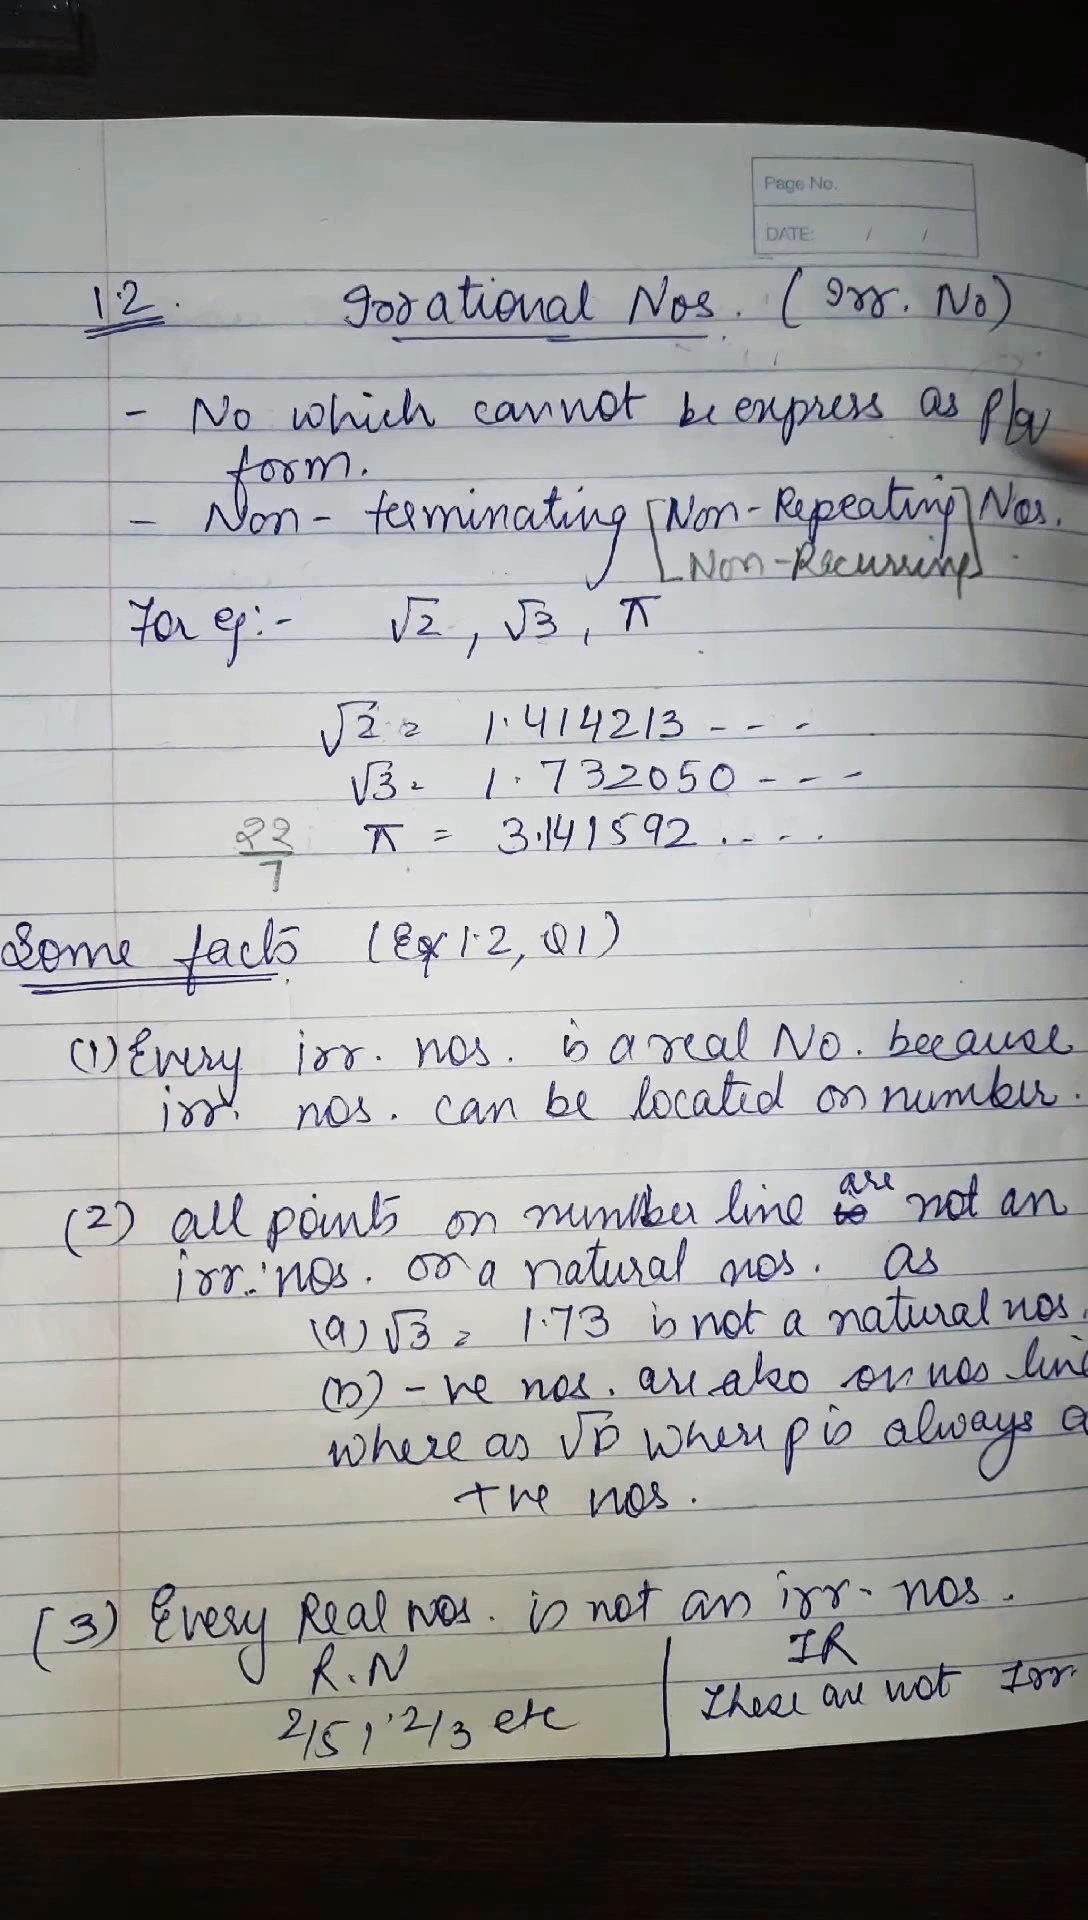 Page No.
DATE: / /
1.2. Irrational Nos. (Irr. No)
- No which cannot be express as p/q
form.
- Non-terminating [Non-Repeating] Nos.
[Non-Recurring]
For eg:- √2, √3, π
√2 = 1.414213 ---
√3 = 1.732050 ---
22/7 π = 3.141592 ....
Some facts (Ex 1.2, Q1)
(1) Every irr. nos. is a real No. because
irr. nos. can be located on number.
(2) all points on number line are not an
irr. nos. or a natural nos. as
(a) √3 = 1.73 is not a natural nos.
(b) -ve nos. are also on nos line
where as √p where p is always a
+ve nos.
(3) Every Real nos. is not an irr- nos.
R.N IR
2/5, 2/3 etc These are not Irr.